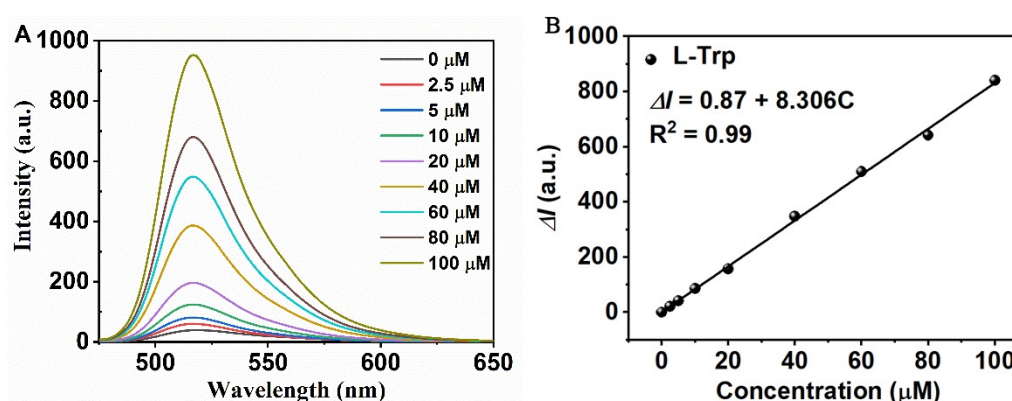 A
1000
800
600
400
200
0
Intensity (a.u.)
500
550
600
650
Wavelength (nm)
0 μM
2.5 μM
5 μM
10 μM
20 μM
40 μM
60 μM
80 μM
100 μM
B
1000
800
600
400
200
0
ΔI (a.u.)
L-Trp
ΔI = 0.87 + 8.306C
R² = 0.99
0
20
40
60
80
100
Concentration (μM)